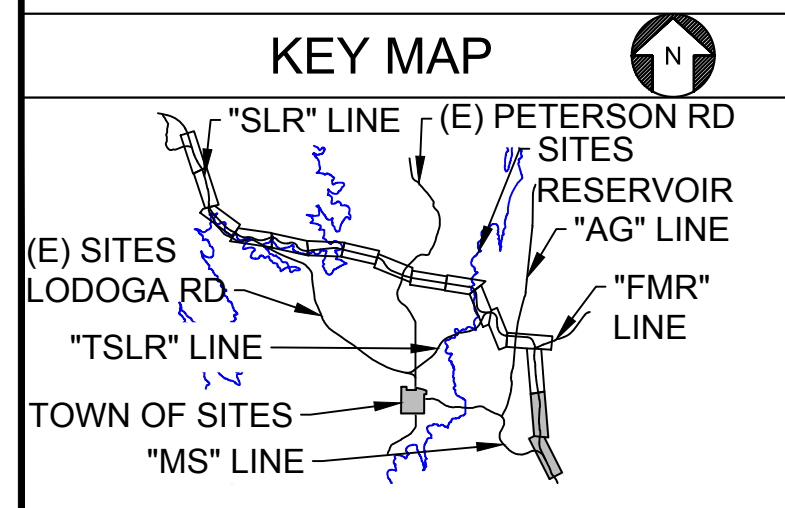 KEY MAP
N
"SLR" LINE
(E) PETERSON RD
SITES
RESERVOIR
"AG" LINE
(E) SITES
LODOGA RD
"FMR"
LINE
"TSLR" LINE
TOWN OF SITES
"MS" LINE